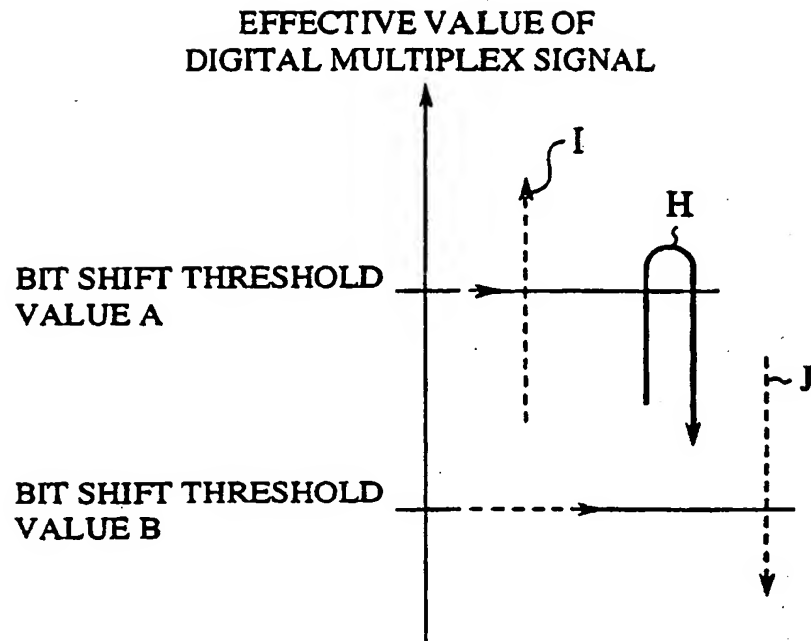 EFFECTIVE VALUE OF
DIGITAL MULTIPLEX SIGNAL
I
H
BIT SHIFT THRESHOLD
VALUE A
J
BIT SHIFT THRESHOLD
VALUE B